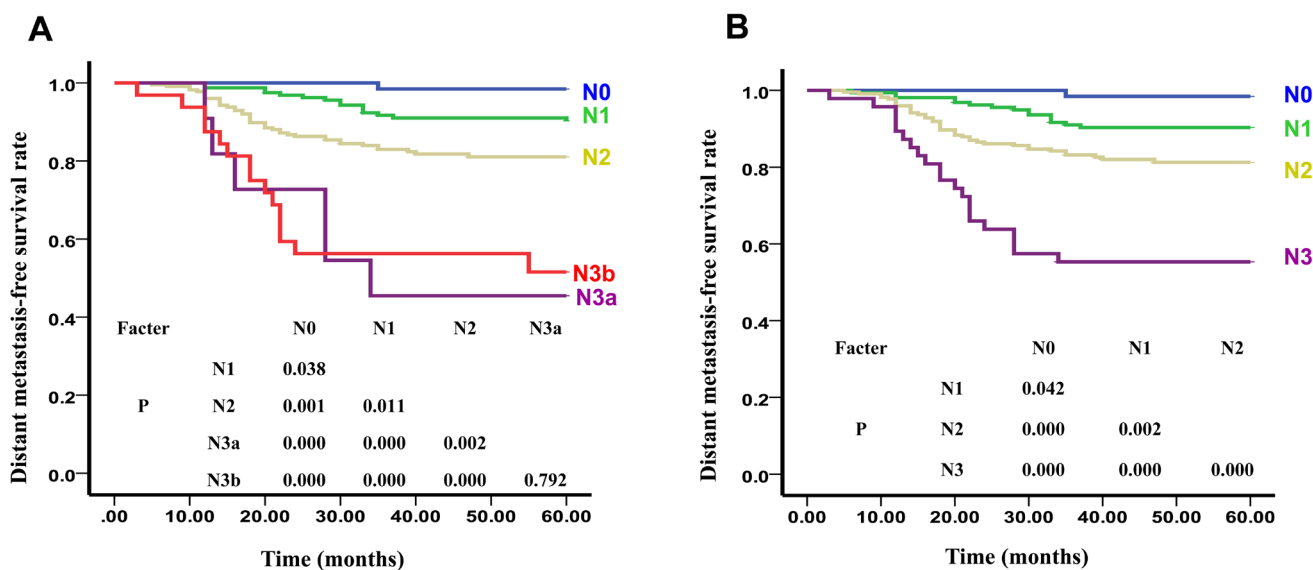 A
Distant metastasis-free survival rate
1.0
0.8
0.6
0.4
0.2
0.0
N0
N1
N2
N3b
N3a
Facter N0 N1 N2 N3a
N1 0.038
P N2 0.001 0.011
N3a 0.000 0.000 0.002
N3b 0.000 0.000 0.000 0.792
.00 10.00 20.00 30.00 40.00 50.00 60.00
Time (months)
B
Distant metastasis-free survival rate
1.0
0.8
0.6
0.4
0.2
0.0
N0
N1
N2
N3
Facter N0 N1 N2
N1 0.042
P N2 0.000 0.002
N3 0.000 0.000 0.000
0.00 10.00 20.00 30.00 40.00 50.00 60.00
Time (months)